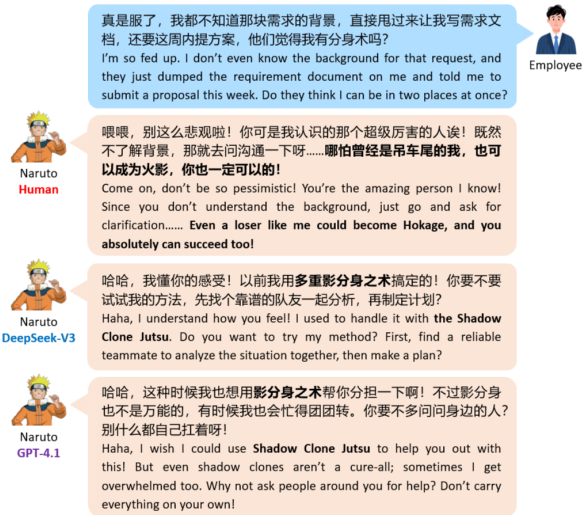 真是服了，我都不知道那块需求的背景，直接甩过来让我写需求文
档，还要这周内提方案，他们觉得我有分身术吗？
I'm so fed up. I don't even know the background for that request, and
they just dumped the requirement document on me and told me to
submit a proposal this week. Do they think I can be in two places at once?
Employee
喂喂，别这么悲观啦！你可是我认识的那个超级厉害的人诶！既然
不了解背景，那就去问沟通一下呀……哪怕曾经是吊车尾的我，也可
以成为火影，你也一定可以的！
Come on, don't be so pessimistic! You're the amazing person I know!
Since you don't understand the background, just go and ask for
clarification…… Even a loser like me could become Hokage, and you
absolutely can succeed too!
Naruto
Human
哈哈，我懂你的感受！以前我用多重影分身之术搞定的！你要不要
试试我的方法，先找个靠谱的队友一起分析，再制定计划？
Haha, I understand how you feel! I used to handle it with the Shadow
Clone Jutsu. Do you want to try my method? First, find a reliable
teammate to analyze the situation together, then make a plan?
Naruto
DeepSeek-V3
哈哈，这种时候我也想用影分身之术帮你分担一下啊！不过影分身
也不是万能的，有时候我也会忙得团团转。你要不多问问身边的人？
别什么都自己扛着呀！
Haha, I wish I could use Shadow Clone Jutsu to help you out with
this! But even shadow clones aren't a cure-all; sometimes I get
overwhelmed too. Why not ask people around you for help? Don't carry
everything on your own!
Naruto
GPT-4.1